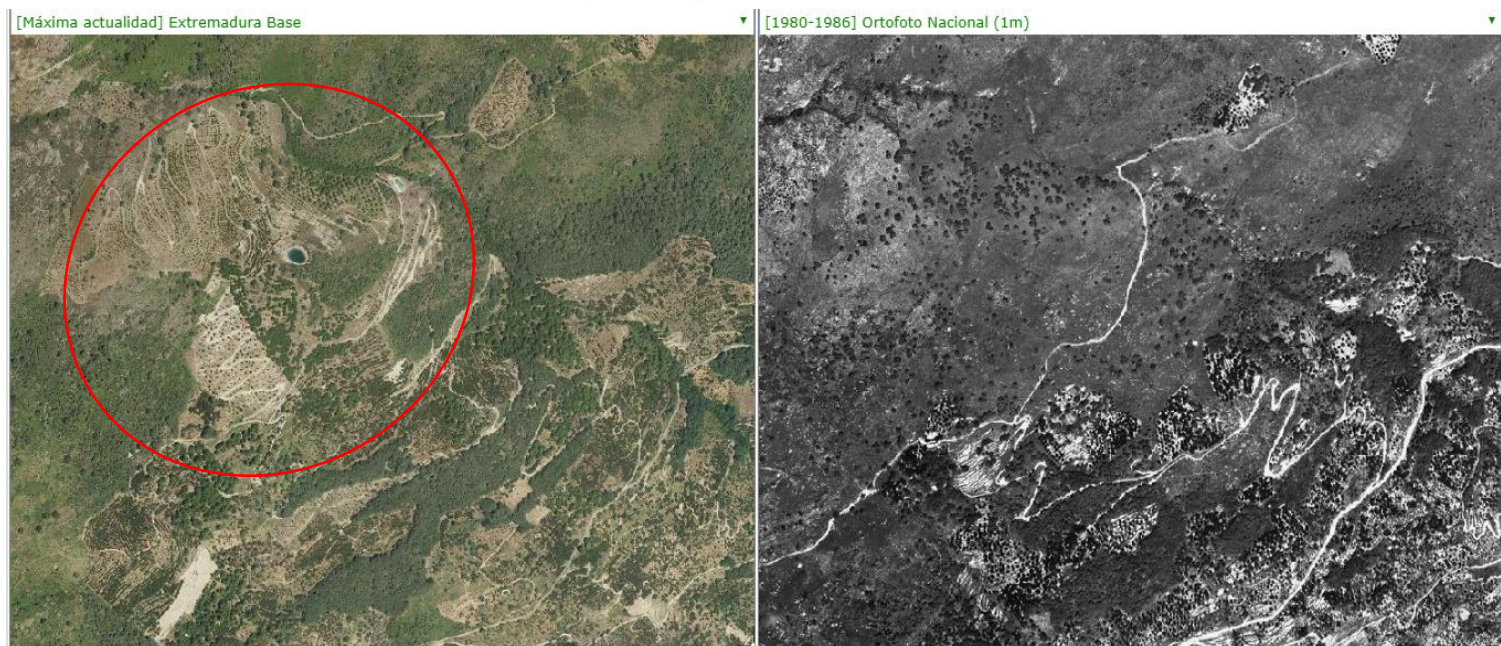 [Máxima actualidad] Extremadura Base
[1980-1986] Ortofoto Nacional (1m)